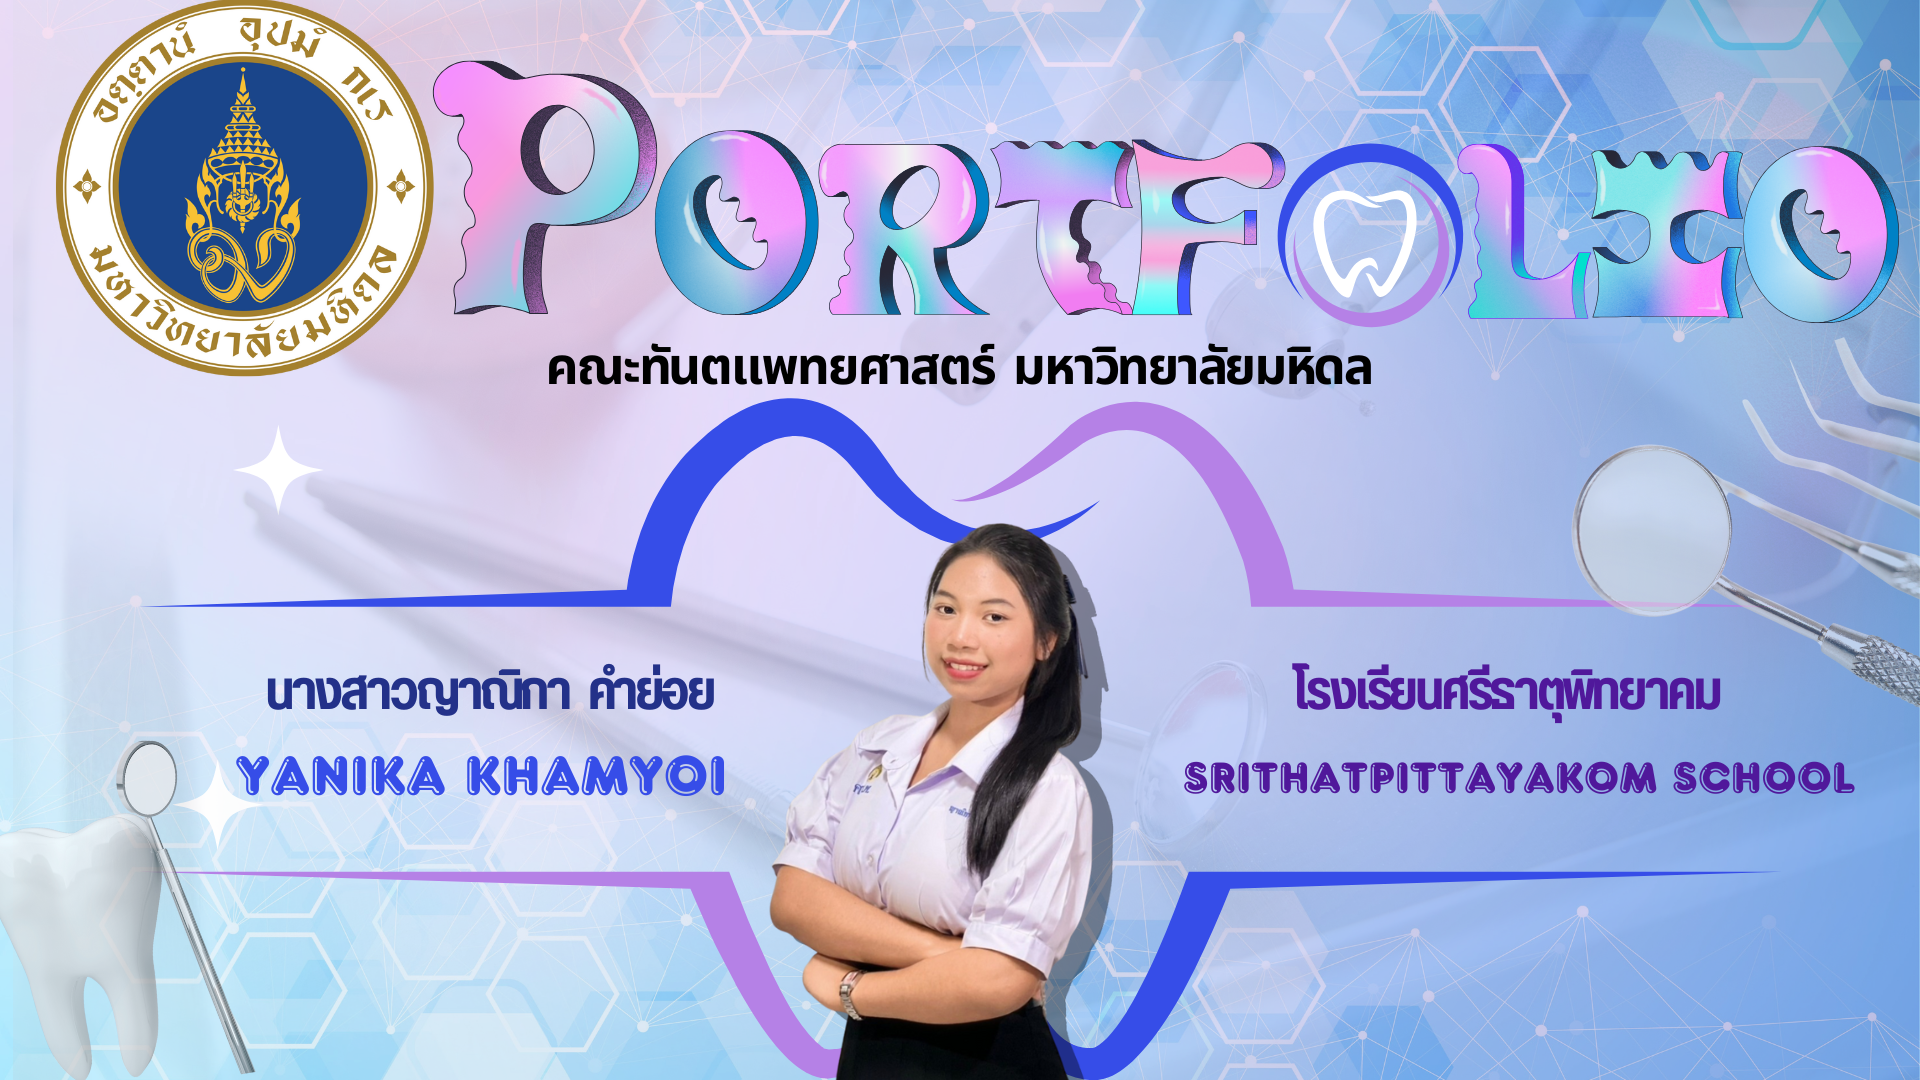 อตฺตานํ อุปมํ กเร
มหาวิทยาลัยมหิดล
PORTFOLIO
คณะทันตแพทยศาสตร์ มหาวิทยาลัยมหิดล
นางสาวญาณิกา คำย่อย
YANIKA KHAMYOI
โรงเรียนศรีธาตุพิทยาคม
SRITHATPITTAYAKOM SCHOOL